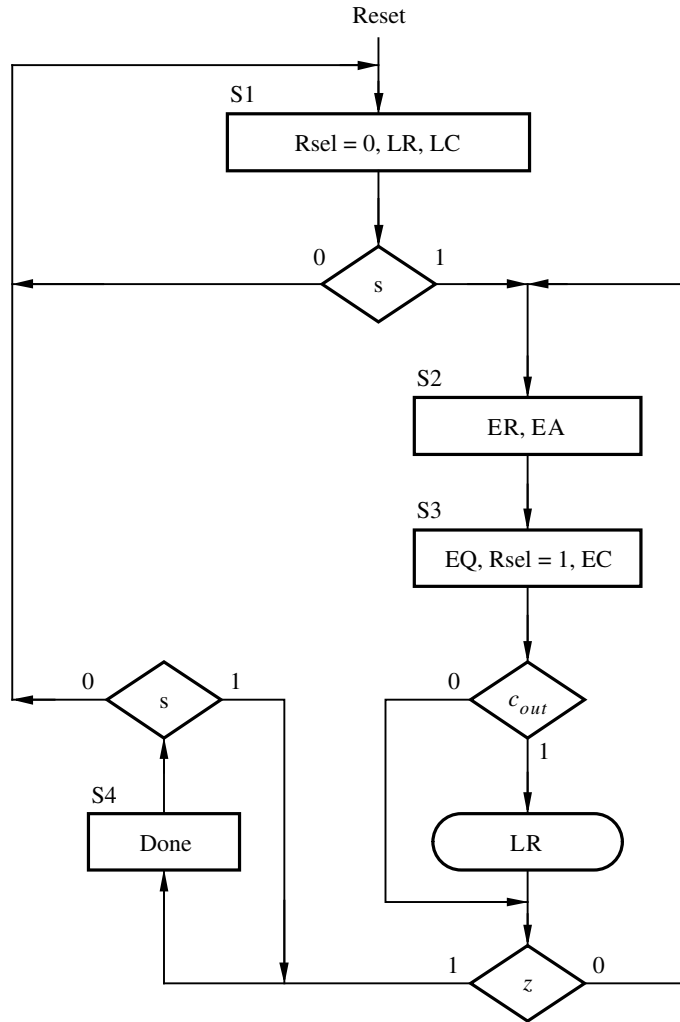 Reset
S1
Rsel = 0, LR, LC
0
1
s
S2
ER, EA
S3
EQ, Rsel = 1, EC
0
1
s
0
c_out
1
S4
Done
LR
1
0
z